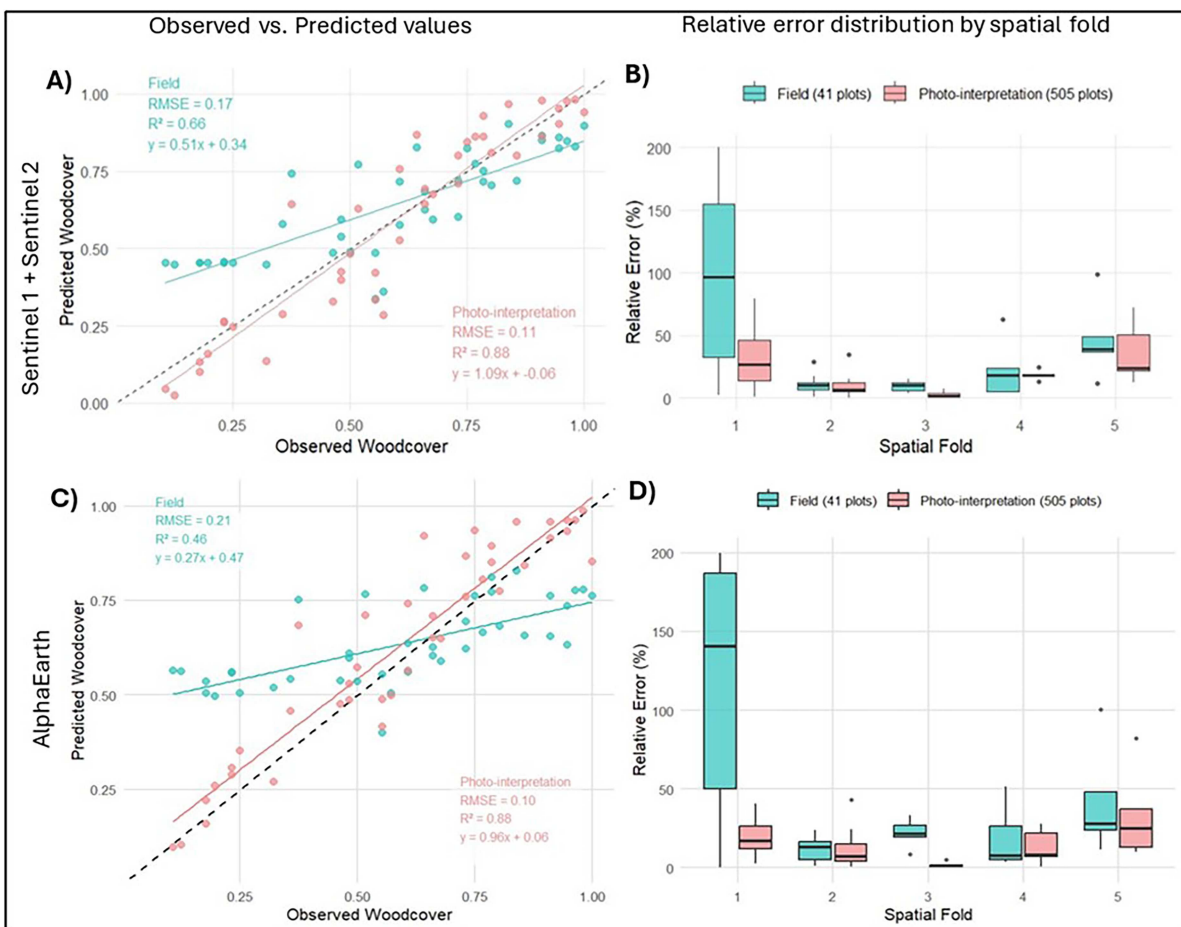 Observed vs. Predicted values
Relative error distribution by spatial fold
Sentinel 1 + Sentinel 2
A)
Field
RMSE = 0.17
R² = 0.66
y = 0.51x + 0.34
Photo-interpretation
RMSE = 0.11
R² = 0.88
y = 1.09x + -0.06
Predicted Woodcover
1.00
0.75
0.50
0.25
0.00
0.25 0.50 0.75 1.00
Observed Woodcover
B)
Field (41 plots) Photo-interpretation (505 plots)
Relative Error (%)
200
150
100
50
0
1 2 3 4 5
Spatial Fold
AlphaEarth
C)
Field
RMSE = 0.21
R² = 0.46
y = 0.27x + 0.47
Photo-interpretation
RMSE = 0.10
R² = 0.88
y = 0.96x + 0.06
Predicted Woodcover
1.00
0.75
0.50
0.25
0.25 0.50 0.75 1.00
Observed Woodcover
D)
Field (41 plots) Photo-interpretation (505 plots)
Relative Error (%)
200
150
100
50
0
1 2 3 4 5
Spatial Fold